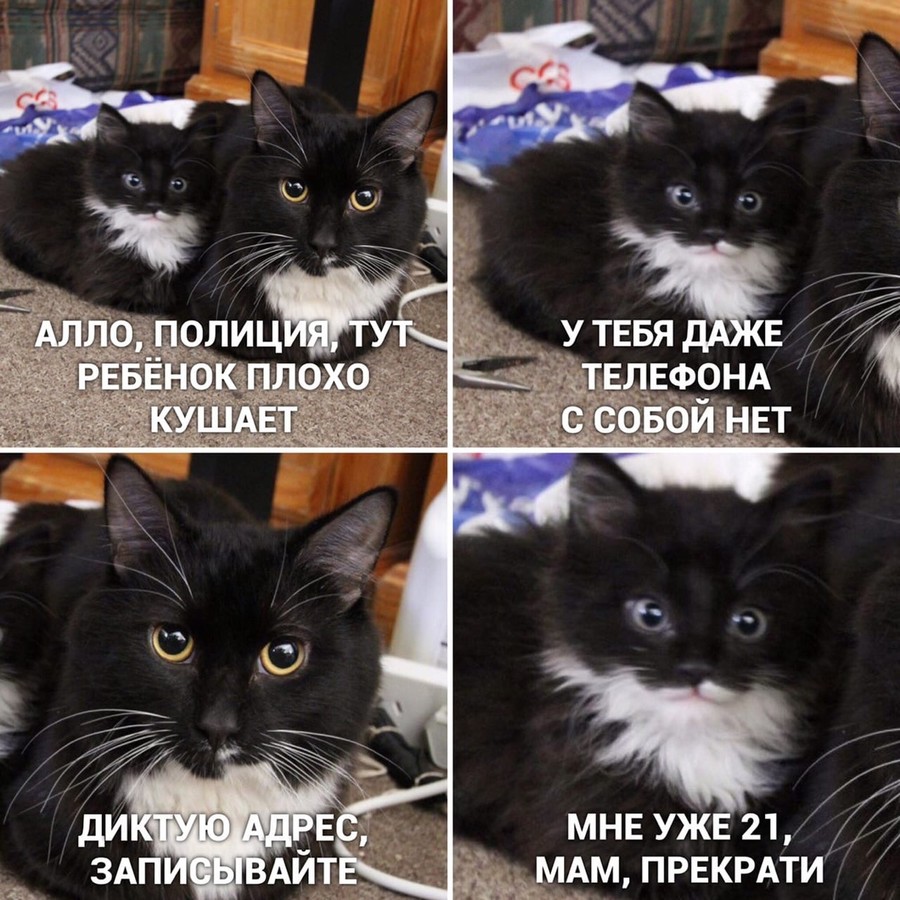 АЛЛО, ПОЛИЦИЯ, ТУТ
РЕБЁНОК ПЛОХО
КУШАЕТ
У ТЕБЯ ДАЖЕ
ТЕЛЕФОНА
С СОБОЙ НЕТ
ДИКТУЮ АДРЕС,
ЗАПИСЫВАЙТЕ
МНЕ УЖЕ 21,
МАМ, ПРЕКРАТИ